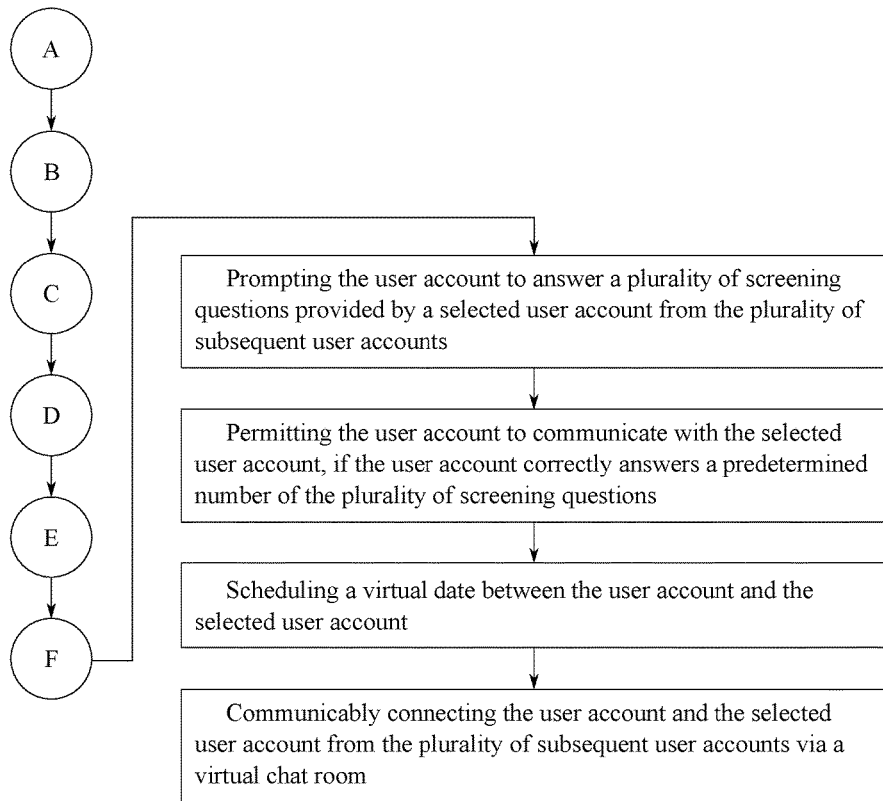 A
B
C
D
E
F
Prompting the user account to answer a plurality of screening
questions provided by a selected user account from the plurality of
subsequent user accounts
Permitting the user account to communicate with the selected
user account, if the user account correctly answers a predetermined
number of the plurality of screening questions
Scheduling a virtual date between the user account and the
selected user account
Communicably connecting the user account and the selected
user account from the plurality of subsequent user accounts via a
virtual chat room